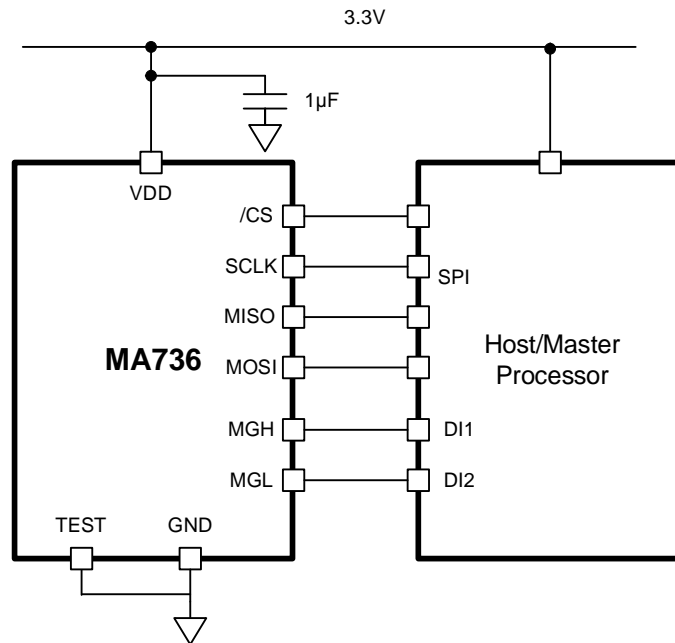 3.3V
1µF
VDD
/CS
SCLK
SPI
MISO
MA736
MOSI
Host/Master
Processor
MGH
DI1
MGL
DI2
TEST
GND